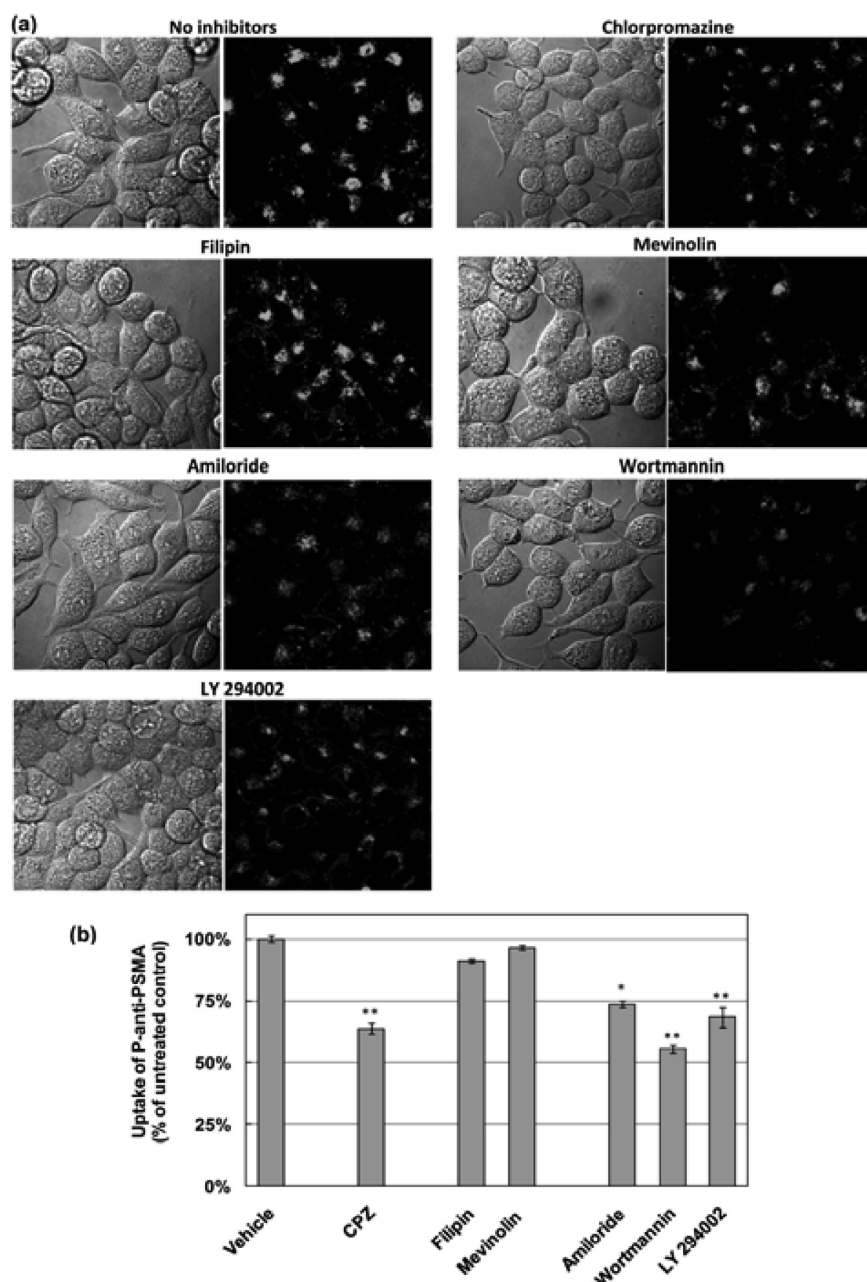 (a)
No inhibitors
Chlorpromazine
Filipin
Mevinolin
Amiloride
Wortmannin
LY 294002
(b)
Uptake of P-anti-PSMA
(% of untreated control)
100%
75%
50%
25%
0%
**
*
**
**
Vehicle
CPZ
Filipin
Mevinolin
Amiloride
Wortmannin
LY 294002